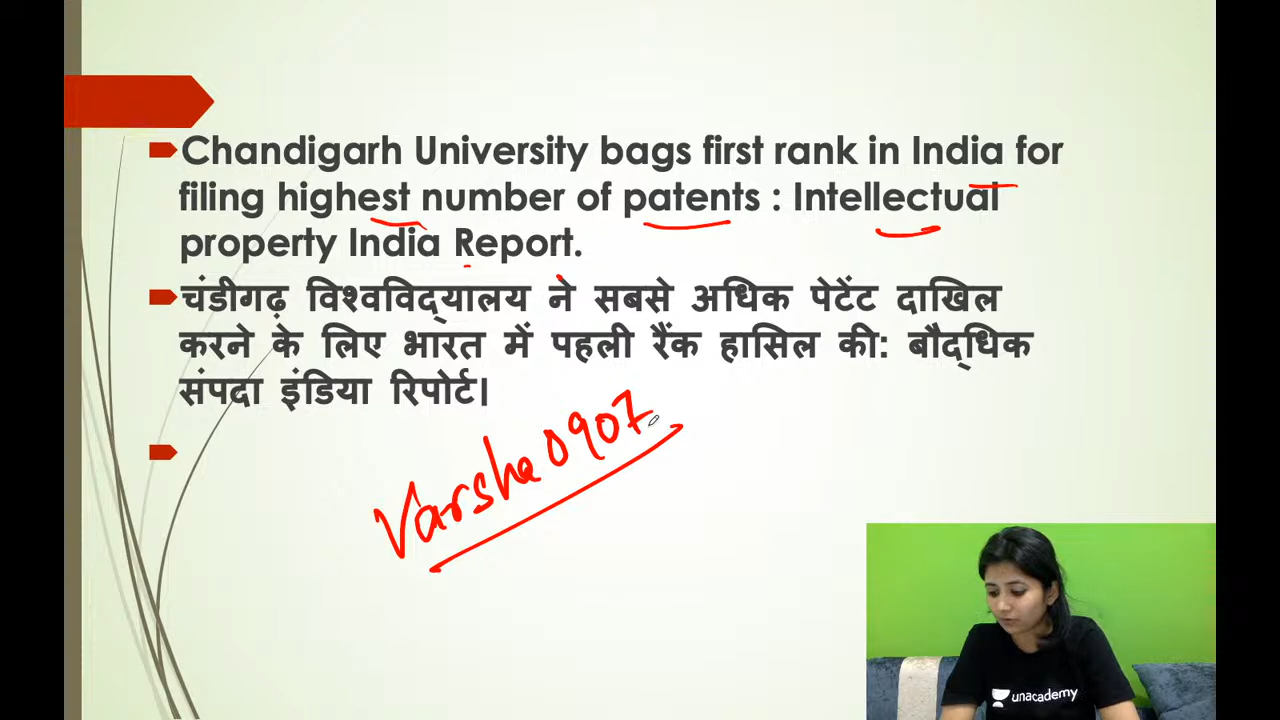 Chandigarh University bags first rank in India for
filing highest number of patents : Intellectual
property India Report.
चंडीगढ़ विश्वविद्यालय ने सबसे अधिक पेटेंट दाखिल
करने के लिए भारत में पहली रैंक हासिल की: बौद्धिक
संपदा इंडिया रिपोर्ट।
Varsha0907
unacademy